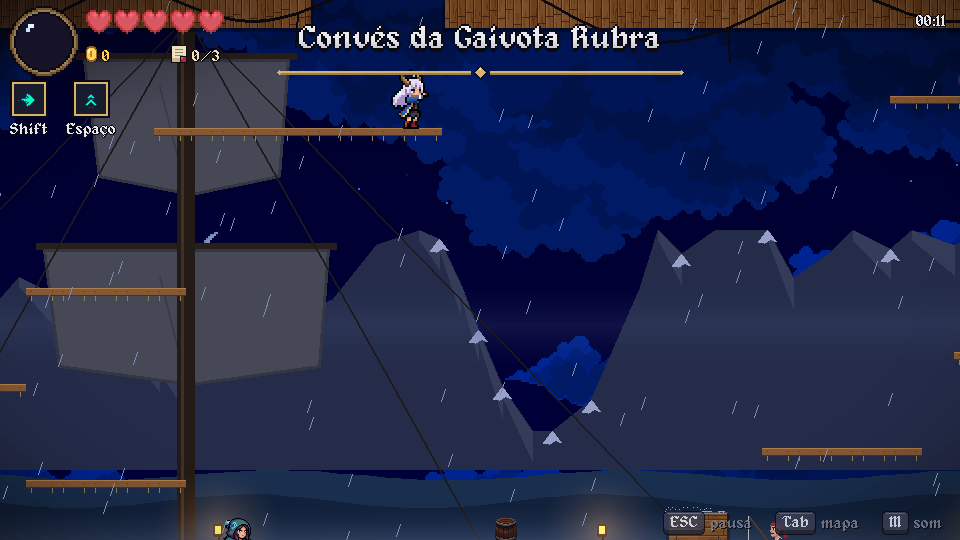 Convés da Gaivota Rubra
00:11
0
0/3
Shift
Espaço
ESC pausa
Tab mapa
M som